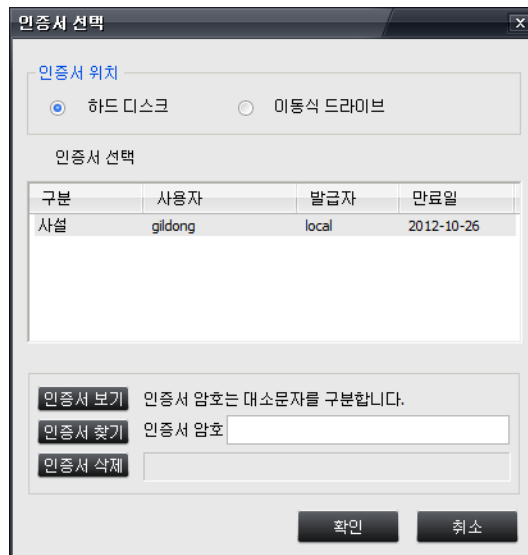 인증서 선택
인증서 위치
하드 디스크 이동식 드라이브
인증서 선택
구분 사용자 발급자 만료일
사설 gildong local 2012-10-26
인증서 보기 인증서 암호는 대소문자를 구분합니다.
인증서 찾기 인증서 암호
인증서 삭제
확인 취소